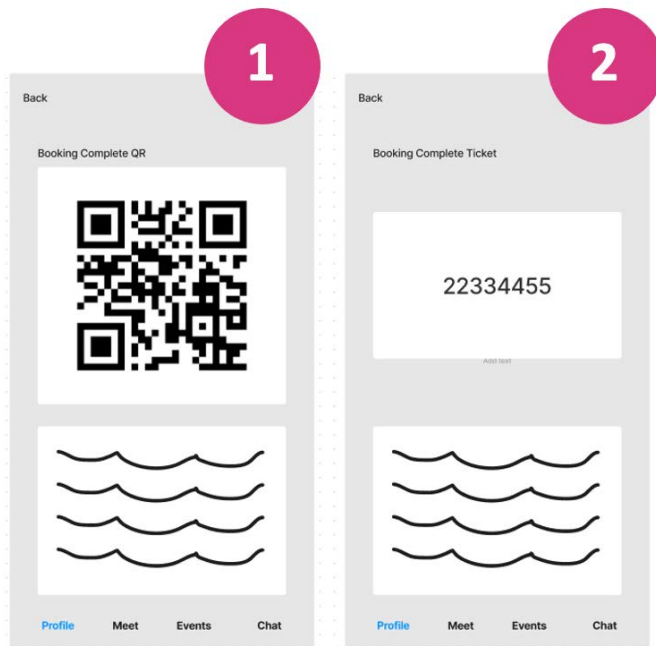 1
Back
Booking Complete QR
Profile Meet Events Chat
2
Back
Booking Complete Ticket
22334455
Add text
Profile Meet Events Chat